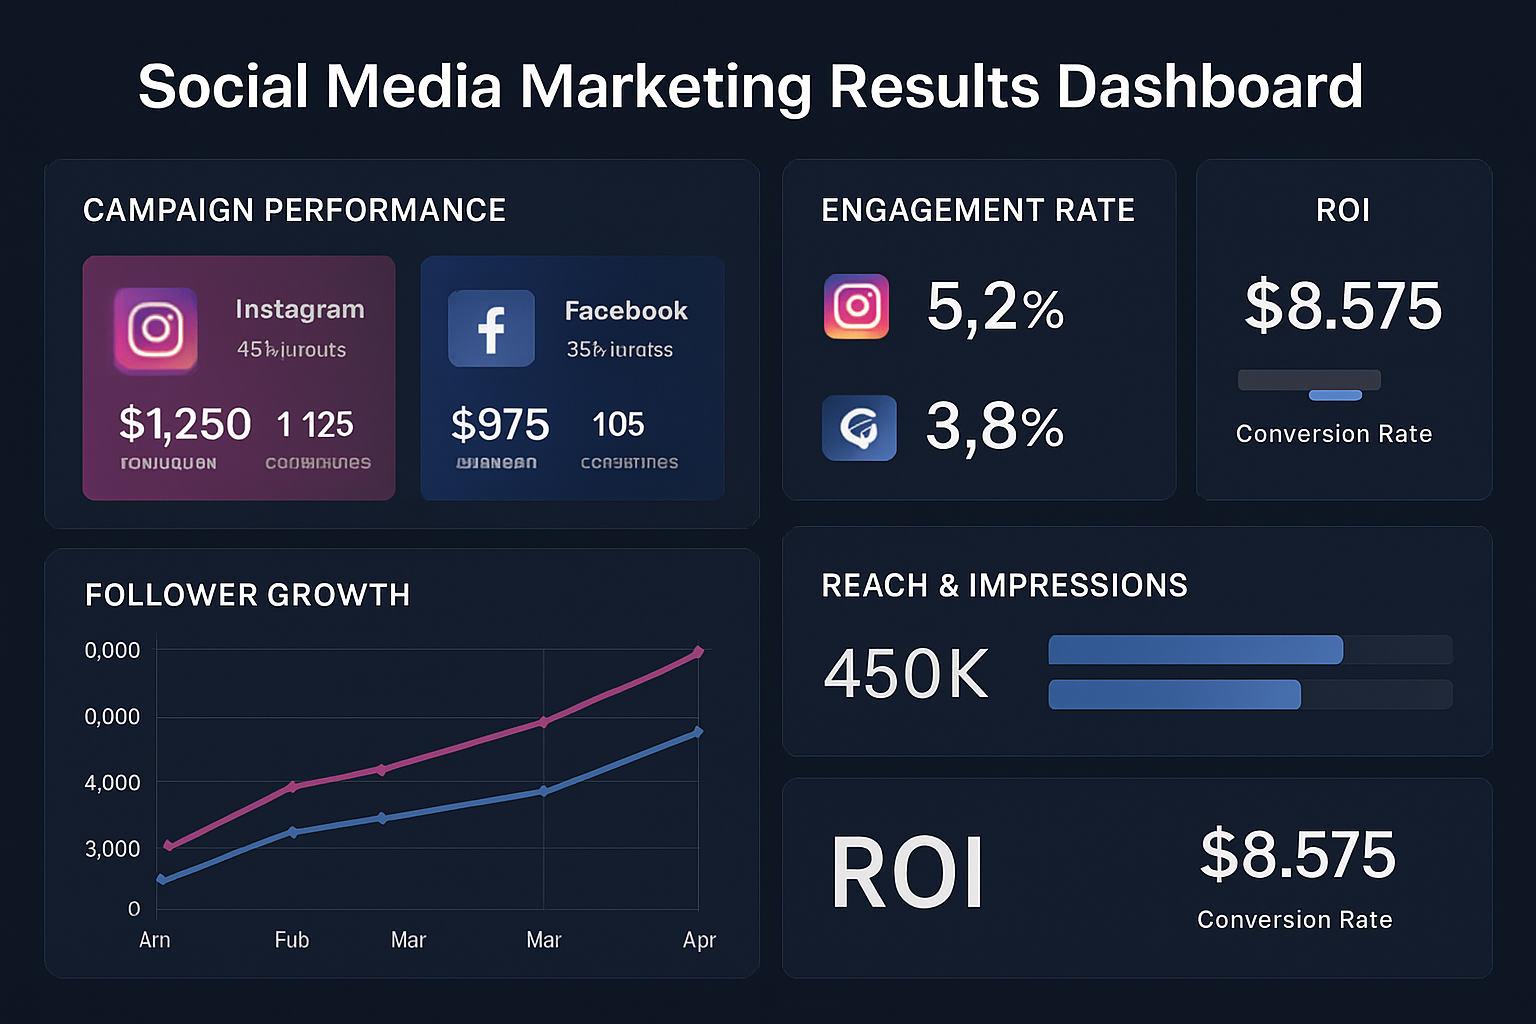 Social Media Marketing Results Dashboard
CAMPAIGN PERFORMANCE
Instagram
$1,250 1 125
Facebook
$975 105
ENGAGEMENT RATE
5,2%
3,8%
ROI
$8.575
Conversion Rate
FOLLOWER GROWTH
0,000
0,000
4,000
3,000
0
Arn Fub Mar Mar Apr
REACH & IMPRESSIONS
450K
ROI
$8.575
Conversion Rate